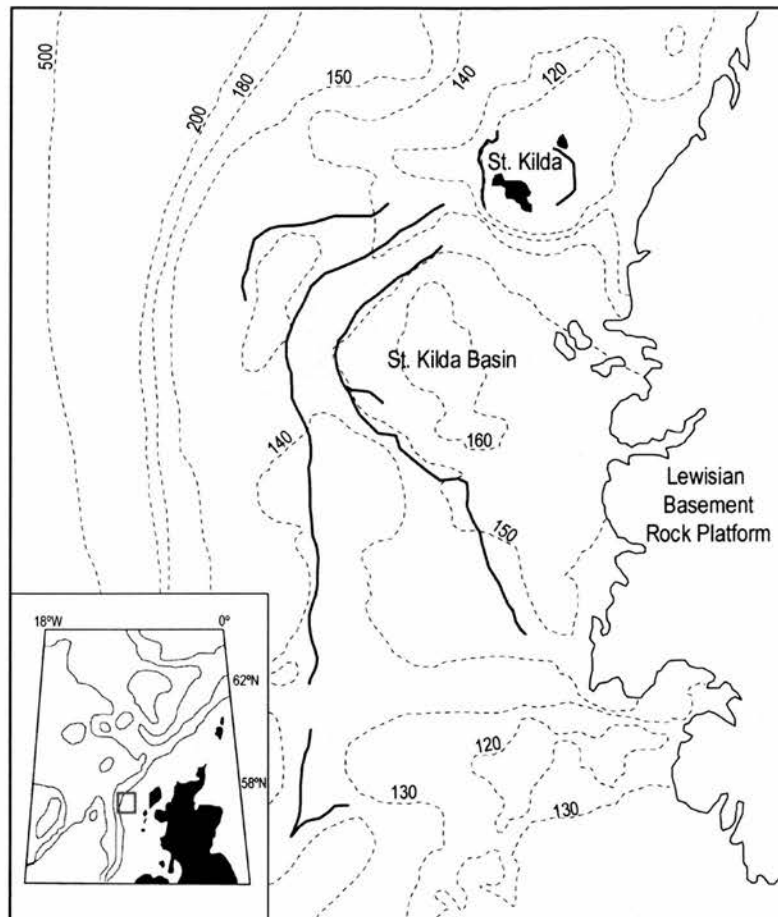 500
200
180
150
140
120
St. Kilda
St. Kilda Basin
160
140
Lewisian
Basement
Rock Platform
150
120
130
130
18°W
0°
62°N
58°N